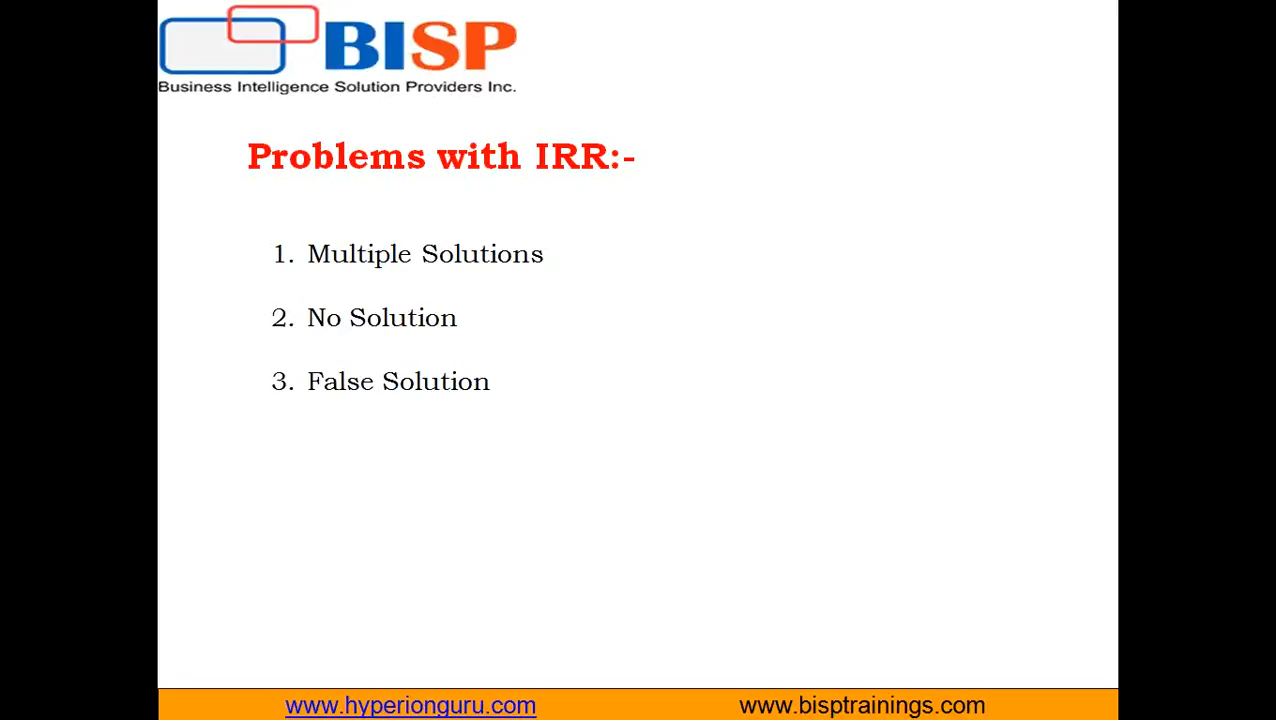 BISP
Business Intelligence Solution Providers Inc.
Problems with IRR:-
1. Multiple Solutions
2. No Solution
3. False Solution
www.hyperionguru.com www.bisptrainings.com